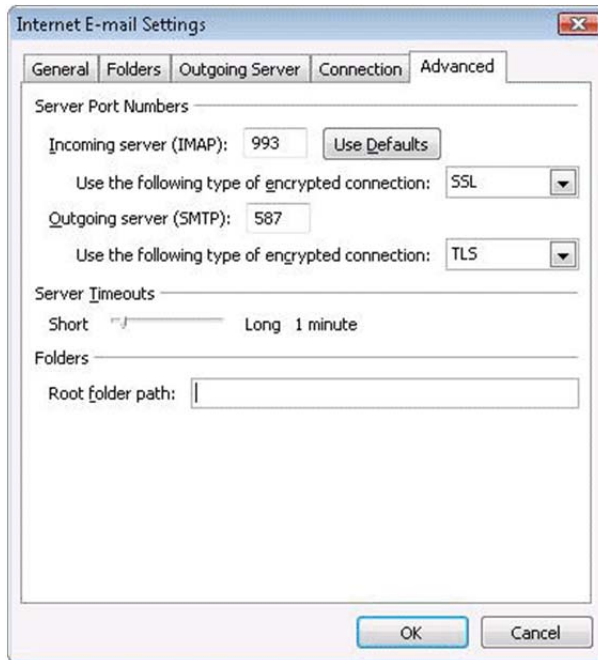 Internet E-mail Settings
General Folders Outgoing Server Connection Advanced
Server Port Numbers
Incoming server (IMAP): 993 Use Defaults
Use the following type of encrypted connection: SSL
Outgoing server (SMTP): 587
Use the following type of encrypted connection: TLS
Server Timeouts
Short Long 1 minute
Folders
Root folder path:
OK Cancel